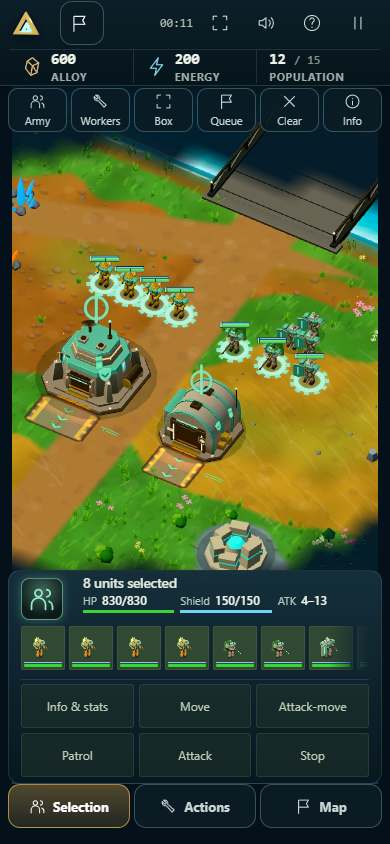 00:11
600
ALLOY
200
ENERGY
12 / 15
POPULATION
Army
Workers
Box
Queue
Clear
Info
8 units selected
HP 830/830 Shield 150/150 ATK 4–13
Info & stats
Move
Attack-move
Patrol
Attack
Stop
Selection
Actions
Map